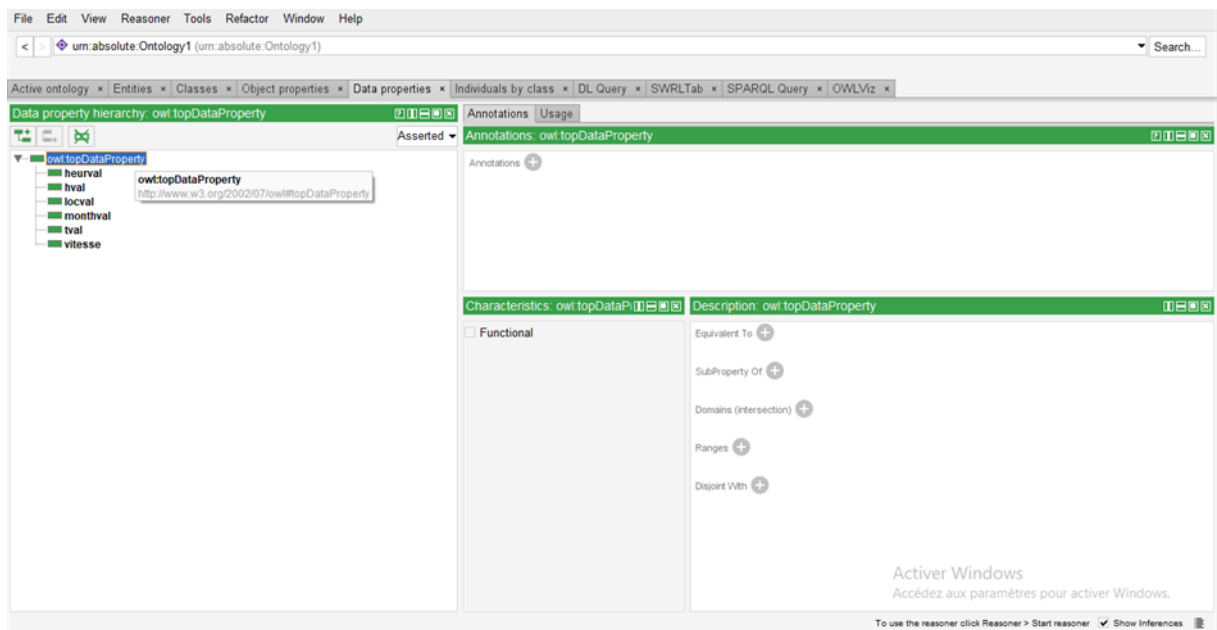 File Edit View Reasoner Tools Refactor Window Help
< > urn:absolute:Ontology1 (urn:absolute:Ontology1) Search...
Active ontology × Entities × Classes × Object properties × Data properties × Individuals by class × DL Query × SWRLTab × SPARQL Query × OWLViz ×
Data property hierarchy: owl:topDataProperty
Asserted
owl:topDataProperty
heurval
hval
locval
monthval
tval
vitesse
owl:topDataProperty
http://www.w3.org/2002/07/owl#topDataProperty
Annotations Usage
Annotations: owl:topDataProperty
Annotations
Characteristics: owl:topDataPr
Functional
Description: owl:topDataProperty
Equivalent To
SubProperty Of
Domains (intersection)
Ranges
Disjoint With
Activer Windows
Accédez aux paramètres pour activer Windows.
To use the reasoner click Reasoner > Start reasoner Show Inferences